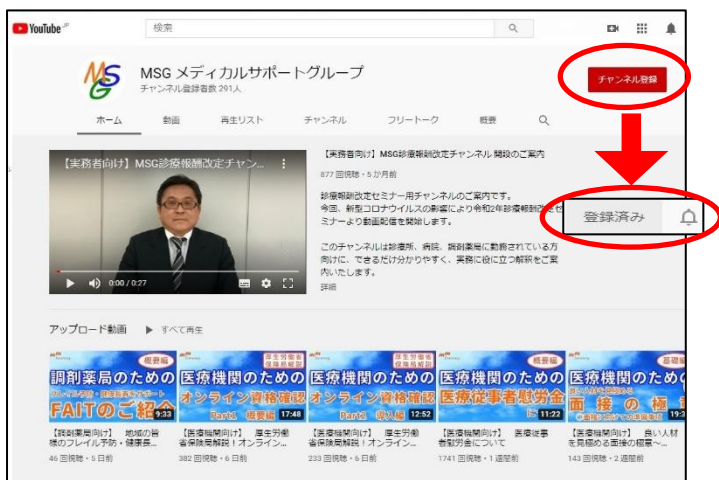 YouTube JP
検索
MSG
MSG メディカルサポートグループ
チャンネル登録者数 291人
チャンネル登録
ホーム 動画 再生リスト チャンネル フリートーク 概要
【実務者向け】MSG診療報酬改定チャン...
0:00 / 0:27
【実務者向け】MSG診療報酬改定チャンネル 開設のご案内
877 回視聴・5 か月前
診療報酬改定セミナー用チャンネルのご案内です。
今回、新型コロナウイルスの影響により令和2年診療報酬改定セ
ミナーより動画配信を開始します。
このチャンネルは診療所、病院、調剤薬局に勤務されている方
向けに、できるだけ分かりやすく、実務に役に立つ解釈をご案
内いたします。
詳細
登録済み
アップロード動画 ▶ すべて再生
概要編
調剤薬局のための
FAITのご紹介
9:33
厚生労働省
保険局解説
医療機関のための
オンライン資格確認
Part1 概要編
17:48
厚生労働省
保険局解説
医療機関のための
オンライン資格確認
Part2 導入編
12:52
概要編
医療機関のための
医療従事者慰労金
11:22
基礎編
医療機関のための
面接の極意
19:3
【調剤薬局向け】 地域の皆
様のフレイル予防・健康長...
46 回視聴・5 日前
【医療機関向け】 厚生労働
省保険局解説！オンライン...
382 回視聴・6 日前
【医療機関向け】 厚生労働
省保険局解説！オンライン...
233 回視聴・6 日前
【医療機関向け】 医療従事
者慰労金について
1741 回視聴・1 週間前
【医療機関向け】 良い人材
を見極める面接の極意～...
143 回視聴・2 週間前